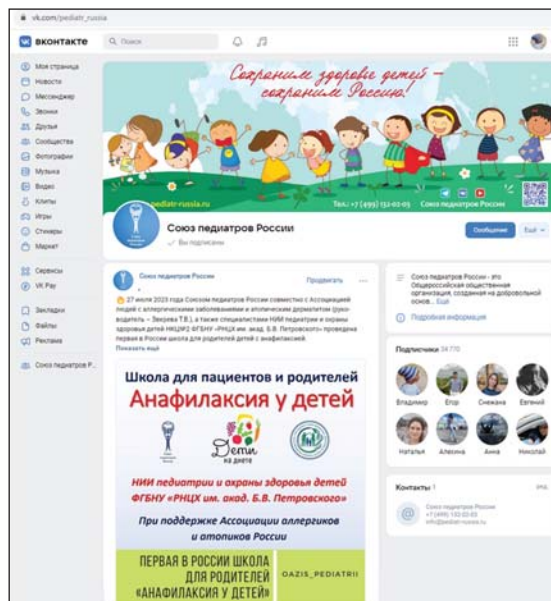 vk.com/pediatr_russia
ВКОНТАКТЕ
Поиск
Моя страница
Новости
Мессенджер
Звонки
Друзья
Сообщества
Фотографии
Музыка
Видео
Клипы
Игры
Стикеры
Маркет
Сервисы
VK Pay
Закладки
Файлы
Реклама
Союз педиатров Р...
Сохраним здоровье детей –
сохраним Россию!
pediatr-russia.ru
Тел.: +7 (499) 132-02-03
Союз педиатров России
Союз педиатров России
Вы подписаны
Сообщение
Ещё
Союз педиатров России
Продвигать
27 июля 2023 года Союзом педиатров России совместно с Ассоциацией
людей с аллергическими заболеваниями и атопическим дерматитом (руко-
водитель – Зверева Т.В.), а также специалистами НИИ педиатрии и охраны
здоровья детей НКЦ№2 ФГБНУ «РНЦХ им. акад. Б.В. Петровского» проведена
первая в России школа для родителей детей с анафилаксией.
Показать ещё
Школа для пациентов и родителей
Анафилаксия у детей
Дети
на диете
НИИ педиатрии и охраны здоровья детей
ФГБНУ «РНЦХ им. акад. Б.В. Петровского»
При поддержке Ассоциации аллергиков
и атопиков России
ПЕРВАЯ В РОССИИ ШКОЛА
ДЛЯ РОДИТЕЛЕЙ
«АНАФИЛАКСИЯ У ДЕТЕЙ»
OAZIS_PEDIATRII
Союз педиатров России - это
Общероссийская общественная
организация, созданная на добровольной
основ... Ещё
Подробная информация
Подписчики 34 770
Владимир
Егор
Снежана
Евгений
Наталья
Алевина
Анна
Николай
Контакты 1
Союз педиатров России
+7 (499) 132-02-03
info@pediatr-russia.ru